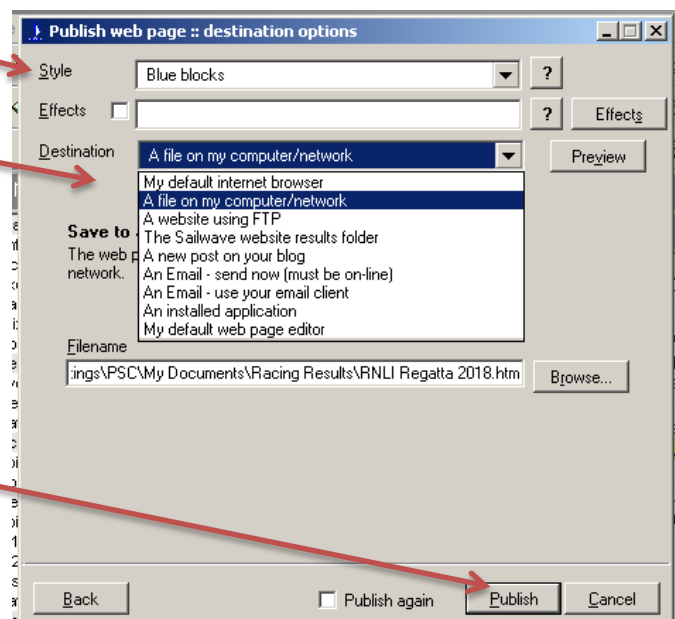 Publish web page :: destination options
Style Blue blocks ?
Effects ? Effects
Destination A file on my computer/network Preview
My default internet browser
A file on my computer/network
A website using FTP
Save to
The Sailwave website results folder
The web
A new post on your blog
network.
An Email - send now (must be on-line)
An Email - use your email client
An installed application
My default web page editor
Filename
:ings\PSC\My Documents\Racing Results\RNLI Regatta 2018.htm Browse...
Back Publish again Publish Cancel